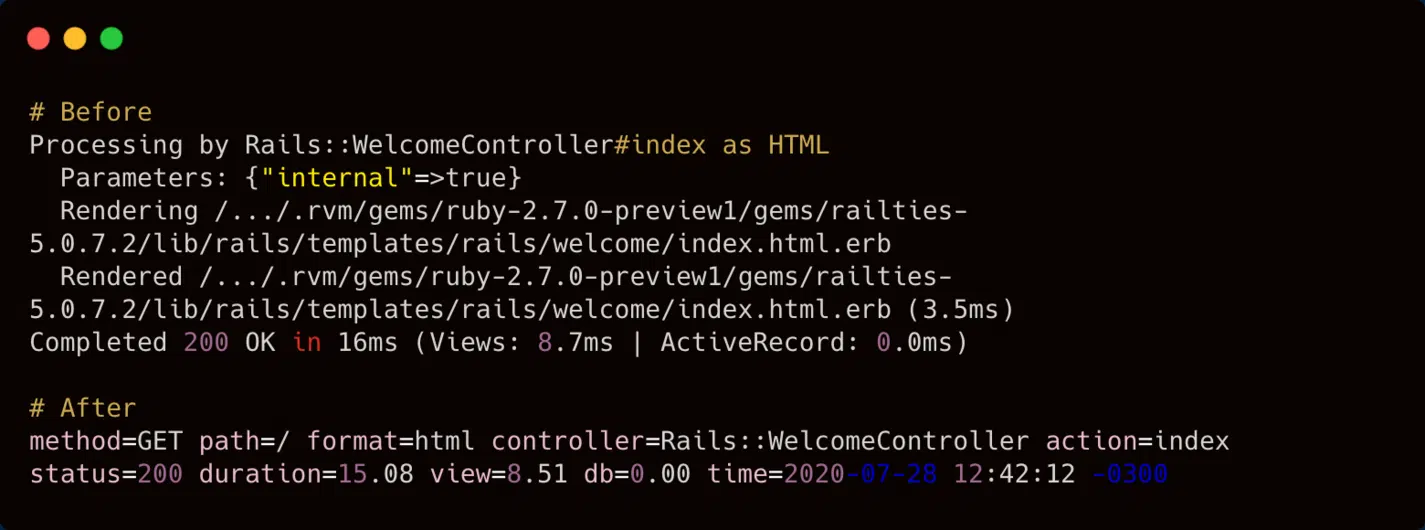 # Before
Processing by Rails::WelcomeController#index as HTML
  Parameters: {"internal"=>true}
  Rendering /.../.rvm/gems/ruby-2.7.0-preview1/gems/railties-
5.0.7.2/lib/rails/templates/rails/welcome/index.html.erb
  Rendered /.../.rvm/gems/ruby-2.7.0-preview1/gems/railties-
5.0.7.2/lib/rails/templates/rails/welcome/index.html.erb (3.5ms)
Completed 200 OK in 16ms (Views: 8.7ms | ActiveRecord: 0.0ms)

# After
method=GET path=/ format=html controller=Rails::WelcomeController action=index
status=200 duration=15.08 view=8.51 db=0.00 time=2020-07-28 12:42:12 -0300